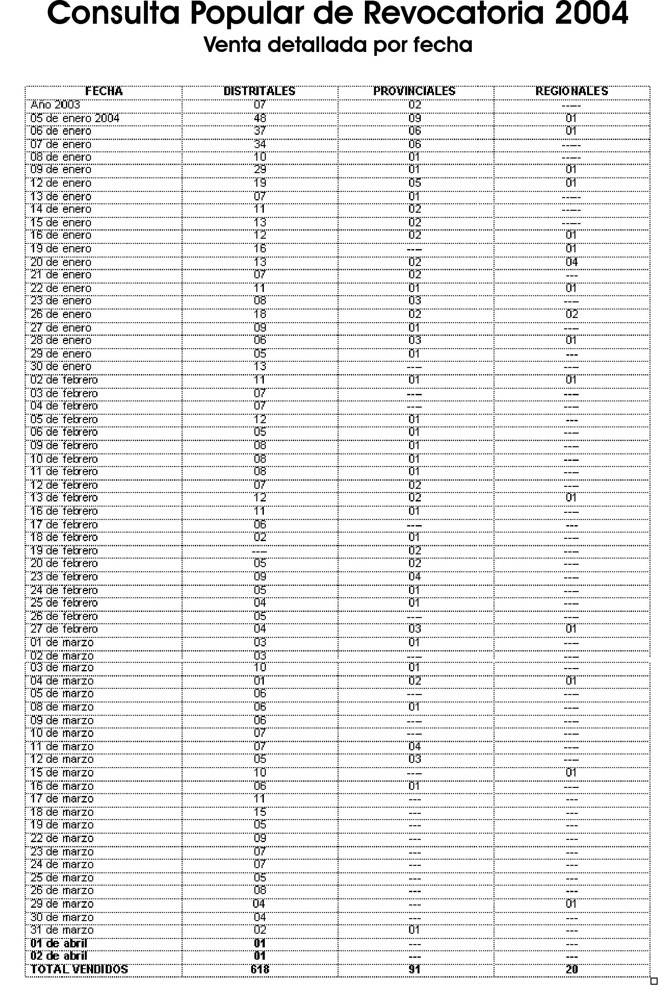 Consulta Popular de Revocatoria 2004
Venta detallada por fecha
FECHA DISTRITALES PROVINCIALES REGIONALES
Año 2003 07 02 -----
05 de enero 2004 48 09 01
06 de enero 37 06 01
07 de enero 34 06 -----
08 de enero 10 01 -----
09 de enero 29 01 01
12 de enero 19 05 01
13 de enero 07 01 -----
14 de enero 11 02 -----
15 de enero 13 02 -----
16 de enero 12 02 01
19 de enero 16 ---- 01
20 de enero 13 02 04
21 de enero 07 02 ---
22 de enero 11 01 01
23 de enero 08 03 ----
26 de enero 18 02 02
27 de enero 09 01 ----
28 de enero 06 03 01
29 de enero 05 01 ---
30 de enero 13 ---- ----
02 de febrero 11 01 01
03 de febrero 07 ---- ----
04 de febrero 07 ---- ----
05 de febrero 12 01 ---
06 de febrero 05 01 ----
09 de febrero 08 01 ----
10 de febrero 08 01 ----
11 de febrero 08 01 ----
12 de febrero 07 02 ----
13 de febrero 12 02 01
16 de febrero 11 01 ----
17 de febrero 06 ---- ---
18 de febrero 02 01 ----
19 de febrero ---- 02 ----
20 de febrero 05 02 ----
23 de febrero 09 04 ----
24 de febrero 05 01 ----
25 de febrero 04 01 ----
26 de febrero 05 ---- ----
27 de febrero 04 03 01
01 de marzo 03 01 ----
02 de marzo 03 ---- ----
03 de marzo 10 01 ----
04 de marzo 01 02 01
05 de marzo 06 ---- ----
08 de marzo 06 01 ----
09 de marzo 06 ---- ----
10 de marzo 07 ---- ----
11 de marzo 07 04 ----
12 de marzo 05 03 ----
15 de marzo 10 ---- 01
16 de marzo 06 01 ----
17 de marzo 11 --- ---
18 de marzo 15 --- ---
19 de marzo 05 --- ---
22 de marzo 09 --- ---
23 de marzo 07 --- ---
24 de marzo 07 --- ---
25 de marzo 05 --- ---
26 de marzo 08 --- ---
29 de marzo 04 --- 01
30 de marzo 04 --- ---
31 de marzo 02 01 ---
01 de abril 01 --- ---
02 de abril 01 --- ---
TOTAL VENDIDOS 618 91 20